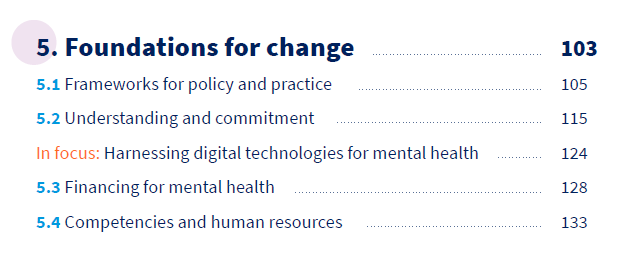 5. Foundations for change 103
5.1 Frameworks for policy and practice 105
5.2 Understanding and commitment 115
In focus: Harnessing digital technologies for mental health 124
5.3 Financing for mental health 128
5.4 Competencies and human resources 133